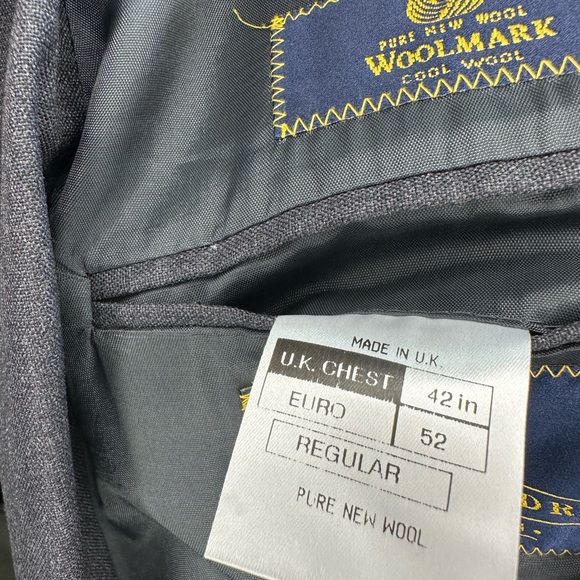 PURE NEW WOOL
WOOLMARK
COOL WOOL
MADE IN U.K.
U.K. CHEST 42 in
EURO 52
REGULAR
PURE NEW WOOL